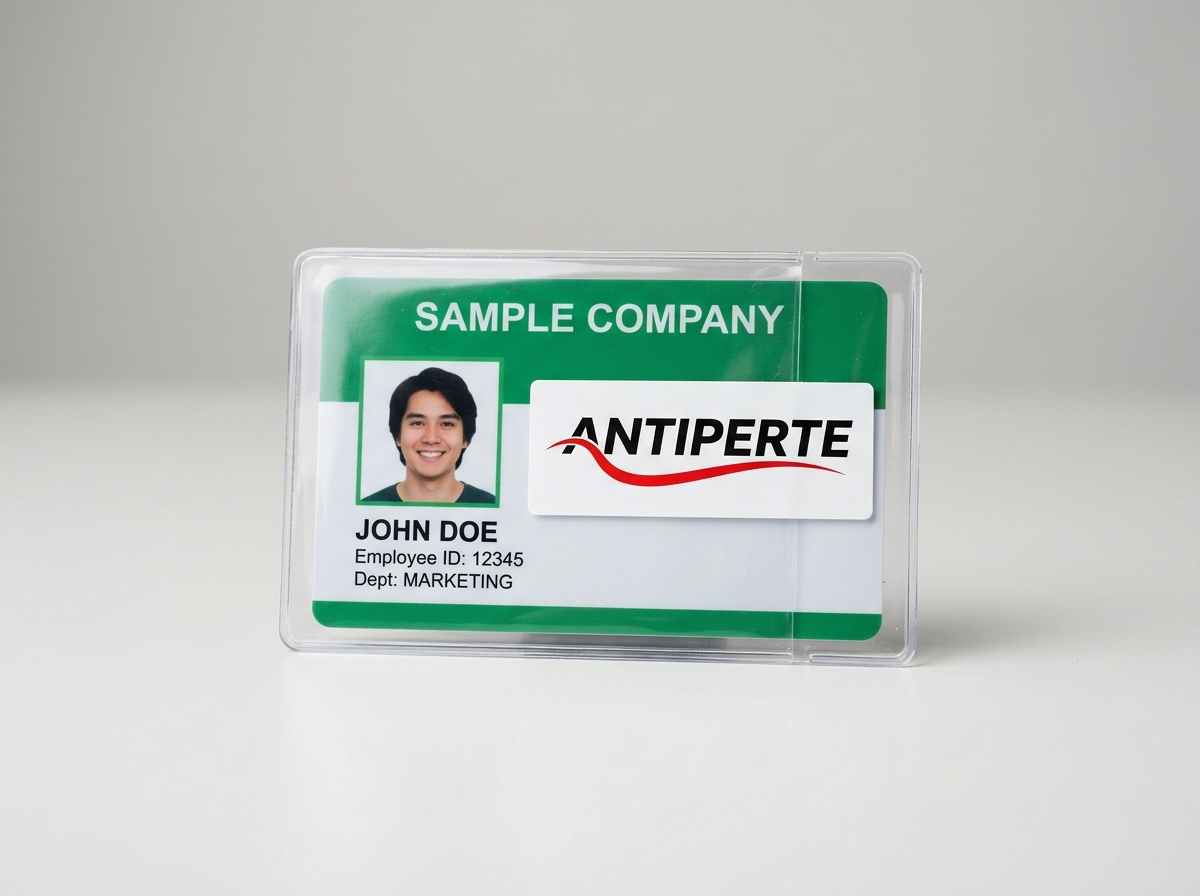 SAMPLE COMPANY
ANTIPERTE
JOHN DOE
Employee ID: 12345
Dept: MARKETING